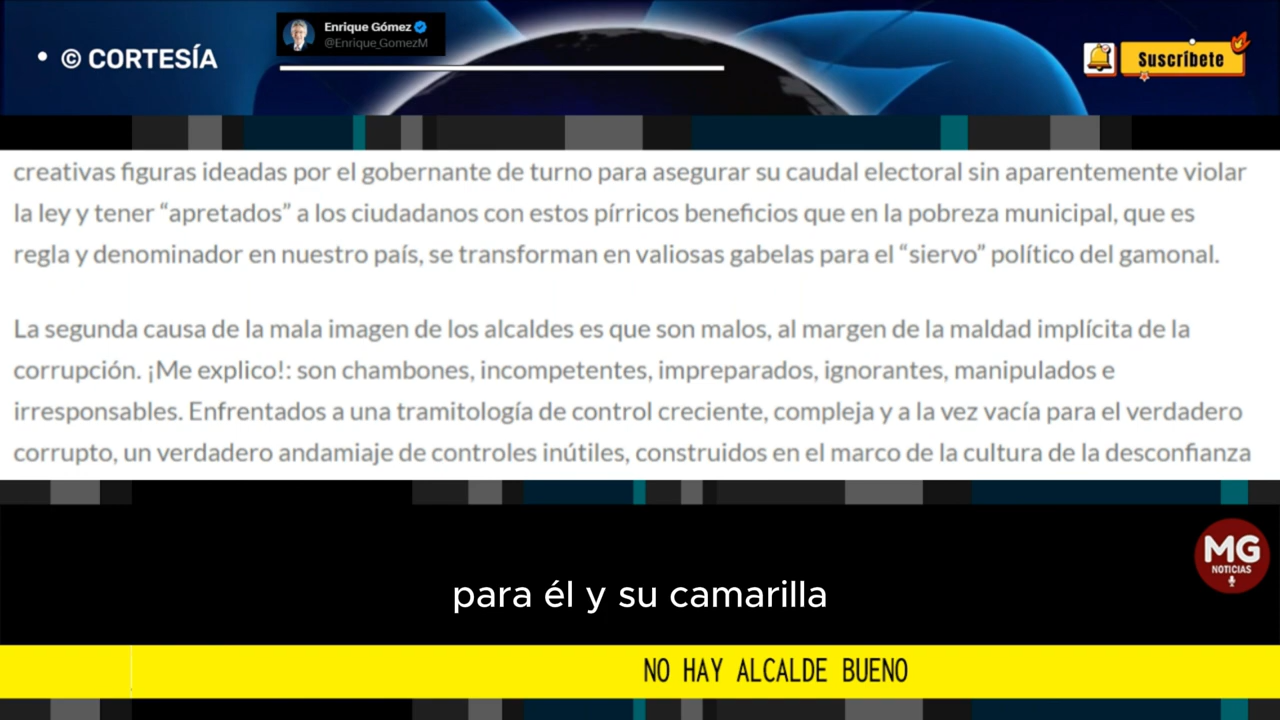 • © CORTESÍA
Enrique Gómez
@Enrique_GomezM
Suscríbete
creativas figuras ideadas por el gobernante de turno para asegurar su caudal electoral sin aparentemente violar
la ley y tener “apretados” a los ciudadanos con estos pírricos beneficios que en la pobreza municipal, que es
regla y denominador en nuestro país, se transforman en valiosas gabelas para el “siervo” político del gamonal.
La segunda causa de la mala imagen de los alcaldes es que son malos, al margen de la maldad implícita de la
corrupción. ¡Me explico!: son chambones, incompetentes, impreparados, ignorantes, manipulados e
irresponsables. Enfrentados a una tramitología de control creciente, compleja y a la vez vacía para el verdadero
corrupto, un verdadero andamiaje de controles inútiles, construidos en el marco de la cultura de la desconfianza
MG
NOTICIAS
para él y su camarilla
NO HAY ALCALDE BUENO